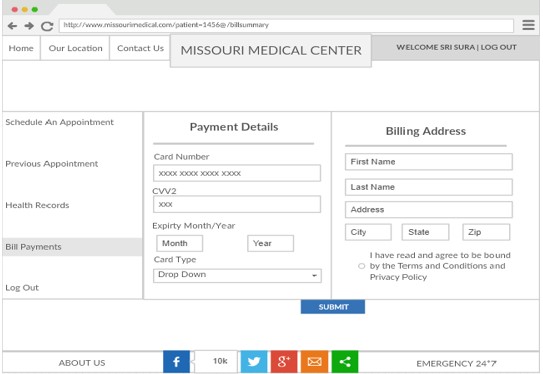 http://www.missourimedical.com/patient=1456@/billsummary
Home
Our Location
Contact Us
MISSOURI MEDICAL CENTER
WELCOME SRI SURA | LOG OUT
Schedule An Appointment
Previous Appointment
Health Records
Bill Payments
Log Out
Payment Details
Card Number
xxxx xxxx xxxx xxxx
CVV2
xxx
Expirty Month/Year
Month
Year
Card Type
Drop Down
Billing Address
First Name
Last Name
Address
City
State
Zip
I have read and agree to be bound
by the Terms and Conditions and
Privacy Policy
SUBMIT
ABOUT US
f
10k
g+
EMERGENCY 24*7